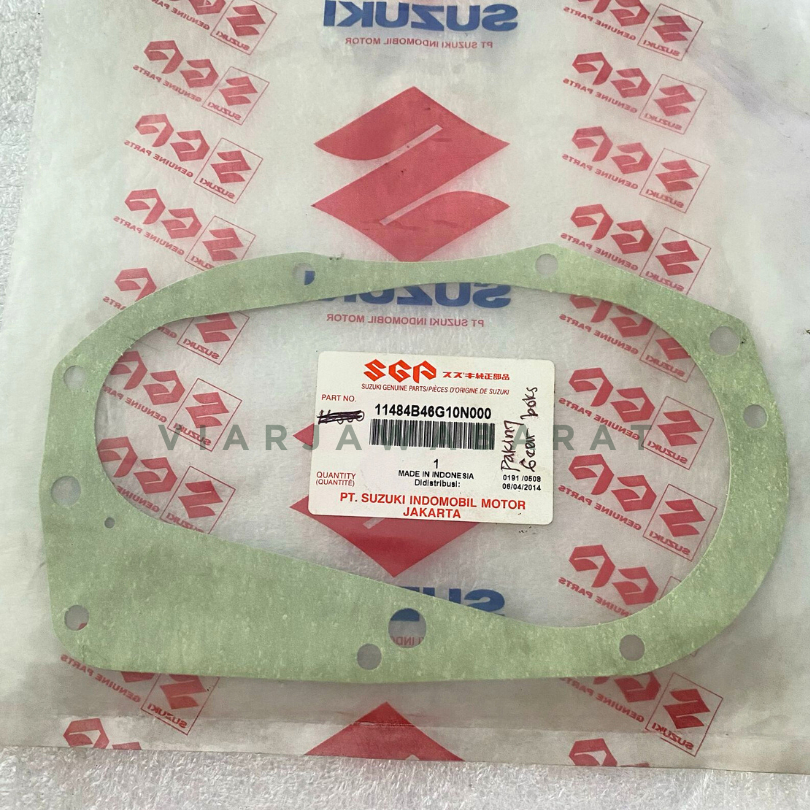 SUZUKI
PT SUZUKI INDOMOBIL MOTOR
SGP
GENUINE PARTS
SUZUKI
SUZUKI
PT SUZUKI INDOMOBIL MOTOR
SGP スズキ純正部品
SUZUKI GENUINE PARTS/PIÈCES D'ORIGINE DE SUZUKI
PART NO.
11484B46G10N000
VIARJAWABARAT
1
QUANTITY
(QUANTITÉ)
MADE IN INDONESIA
Didistribusi:
0191 /0508
06/04/2014
PT. SUZUKI INDOMOBIL MOTOR
JAKARTA
Paking
Gear boks